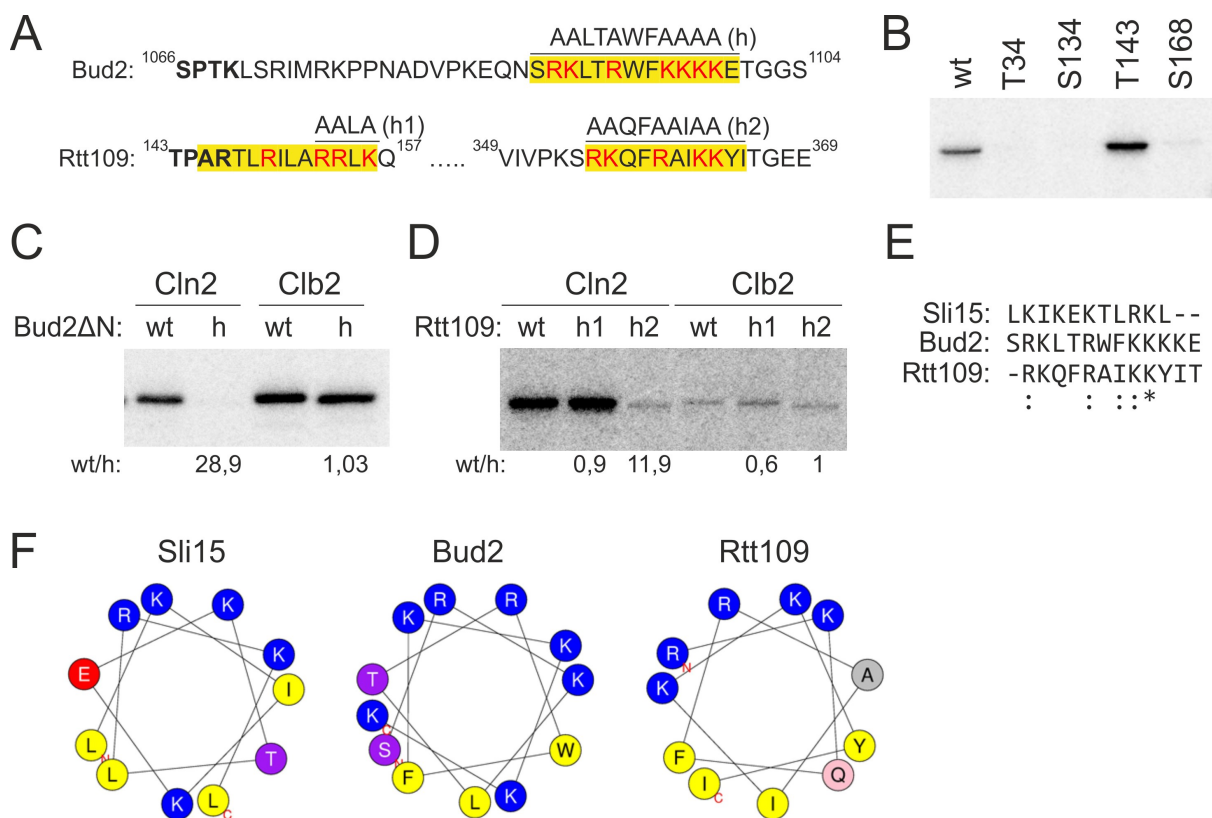 A
B
AALTAWFAAAA (h)
Bud2: 1066SPTKLSRIMRKPPNADVPKEQNSRKLTRWFKKKKETGGS1104
AALA (h1) AAQFAAIAA (h2)
Rtt109: 143TPARTLRILARRLKQ157 ..... 349VIVPKSRKQFRAIKKYITGEE369
wt T34 S134 T143 S168
C
Cln2 Clb2
Bud2ΔN: wt h wt h
wt/h: 28,9 1,03
D
Cln2 Clb2
Rtt109: wt h1 h2 wt h1 h2
wt/h: 0,9 11,9 0,6 1
E
Sli15: LKIKEKTLRKL--
Bud2: SRKLTRWFKKKKE
Rtt109: -RKQFRAIKKYIT
: : ::*
F
Sli15 Bud2 Rtt109
K K R K E I L N L T K L C
K R R K T K K C S N W F L K
R K K R N K A F Y I C Q I